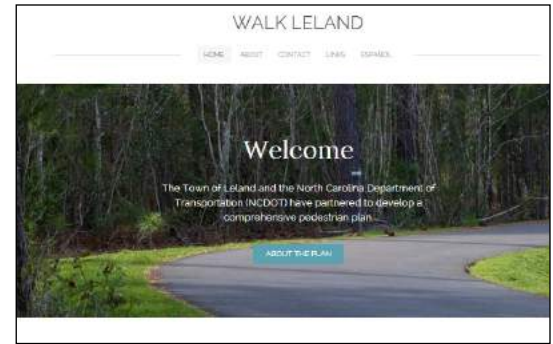 WALK LELAND
HOME ABOUT CONTACT LINKS ESPAÑOL
Welcome
The Town of Leland and the North Carolina Department of
Transportation (NCDOT) have partnered to develop a
comprehensive pedestrian plan.
ABOUT THE PLAN